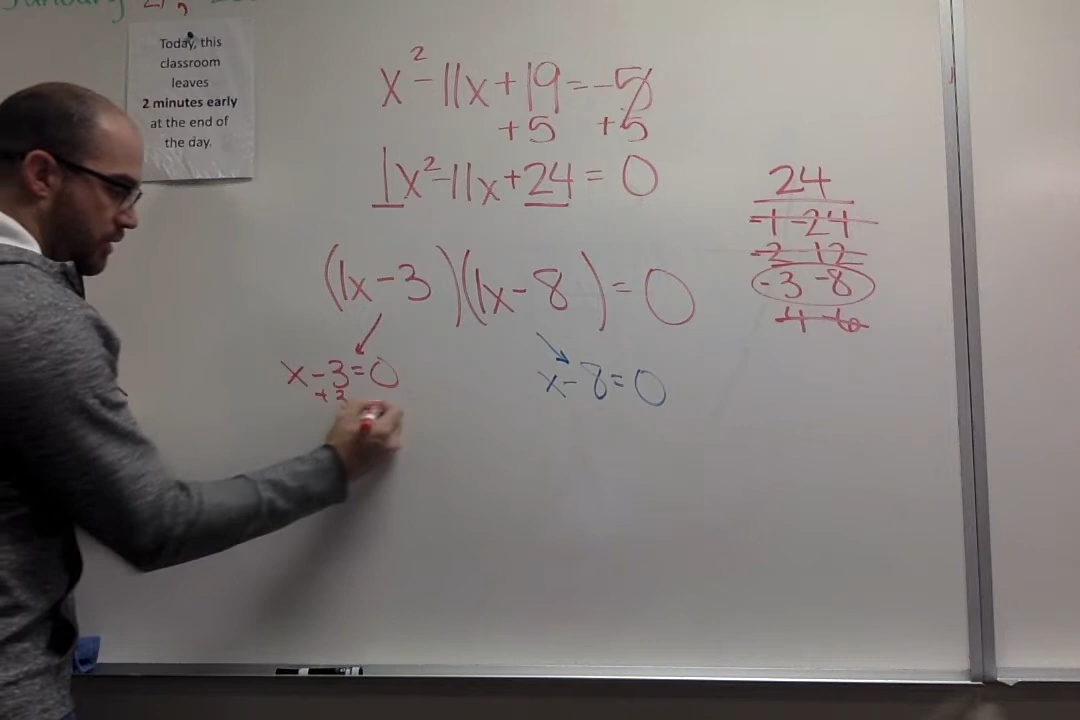 January 21,
Today, this
classroom
leaves
2 minutes early
at the end of
the day.
x² - 11x + 19 = -5
+5 +5
1x² - 11x + 24 = 0
(1x - 3)(1x - 8) = 0
x - 3 = 0
+3
x - 8 = 0
24
-1 -24
-2 -12
-3 -8
-4 -6